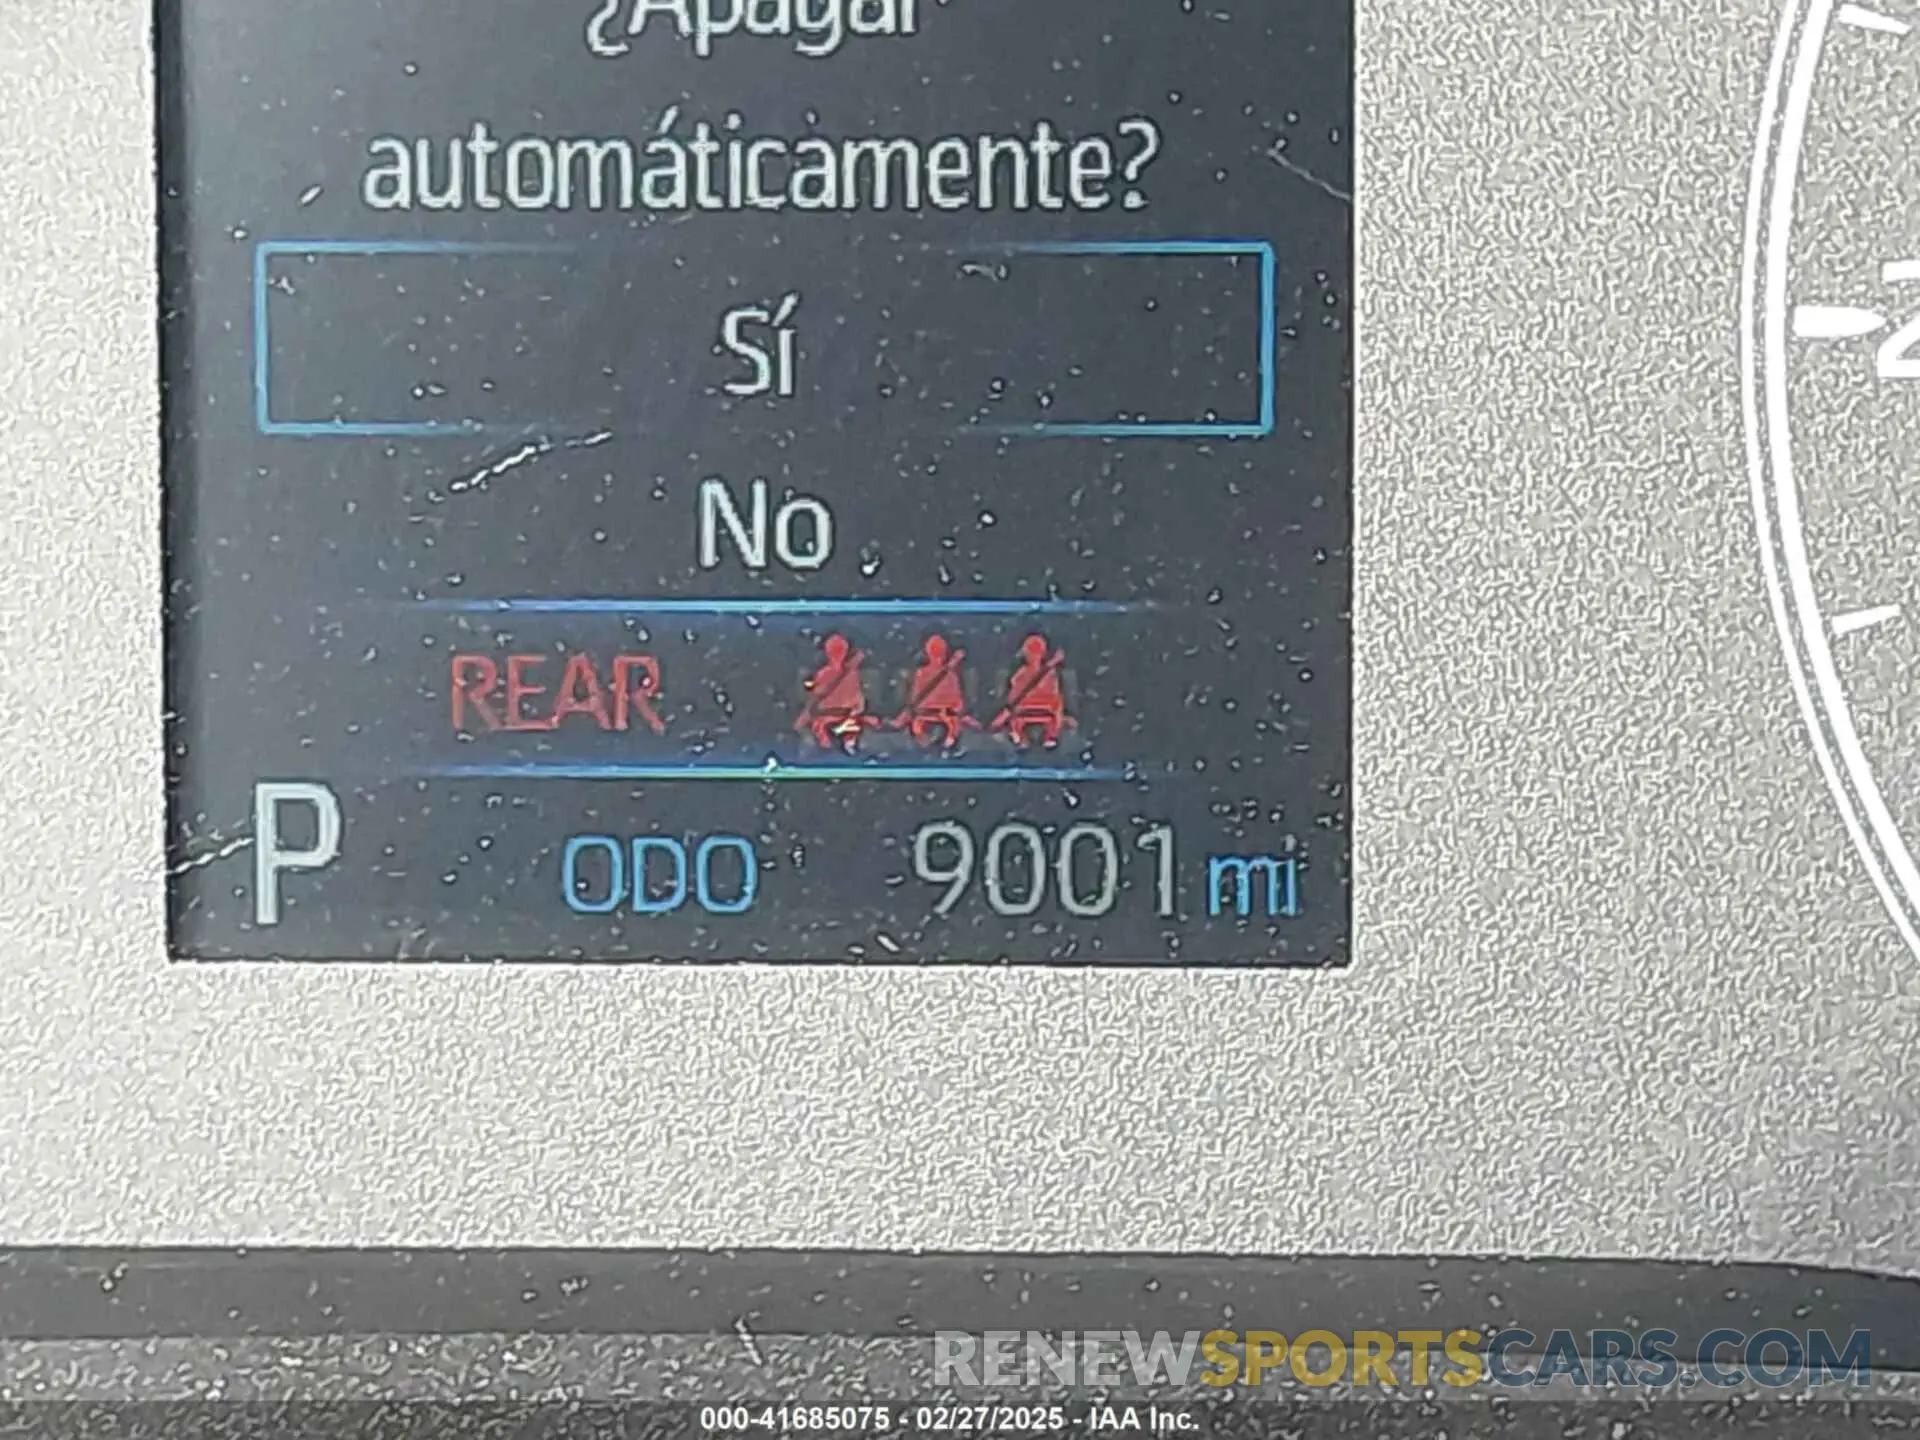 ¿Apagar
automáticamente?
Sí
No
REAR
P ODO 9001 mi
RENEWSPORTSCARS.COM
000-41685075 - 02/27/2025 - IAA Inc.